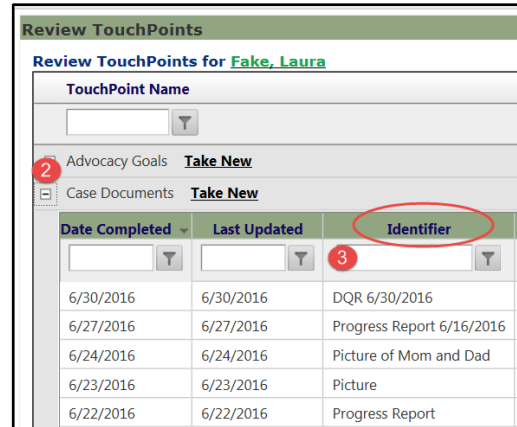 Review TouchPoints
Review TouchPoints for Fake, Laura
TouchPoint Name
2
Advocacy Goals Take New
Case Documents Take New
Date Completed Last Updated Identifier
3
6/30/2016 6/30/2016 DQR 6/30/2016
6/27/2016 6/27/2016 Progress Report 6/16/2016
6/24/2016 6/24/2016 Picture of Mom and Dad
6/23/2016 6/23/2016 Picture
6/22/2016 6/22/2016 Progress Report